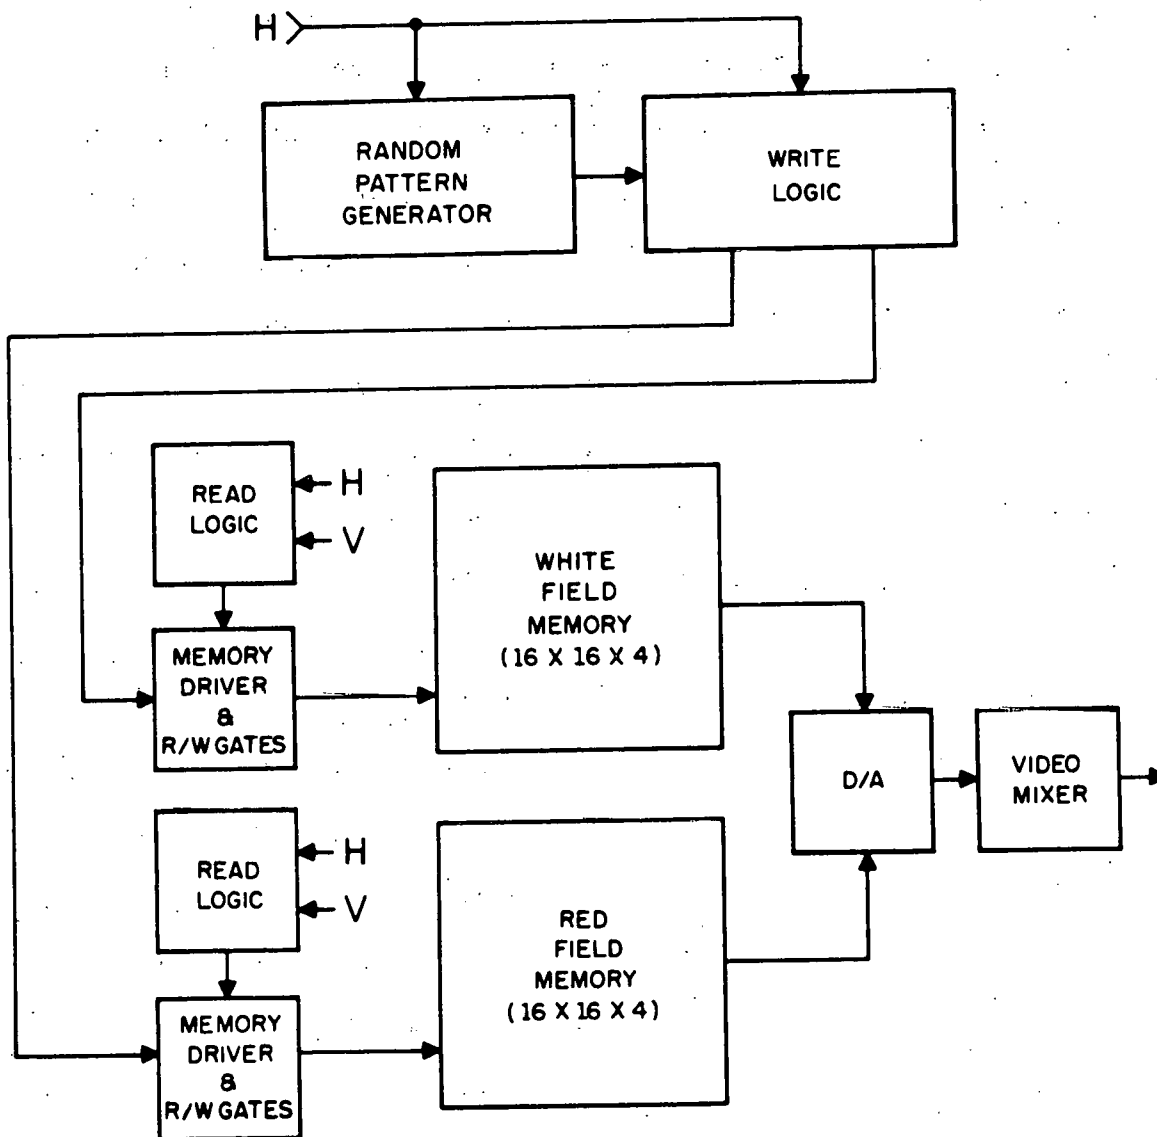 H
RANDOM
PATTERN
GENERATOR
WRITE
LOGIC
READ
LOGIC
H
V
WHITE
FIELD
MEMORY
(16 X 16 X 4)
MEMORY
DRIVER
&
R/W GATES
D/A
VIDEO
MIXER
READ
LOGIC
H
V
RED
FIELD
MEMORY
(16 X 16 X 4)
MEMORY
DRIVER
&
R/W GATES